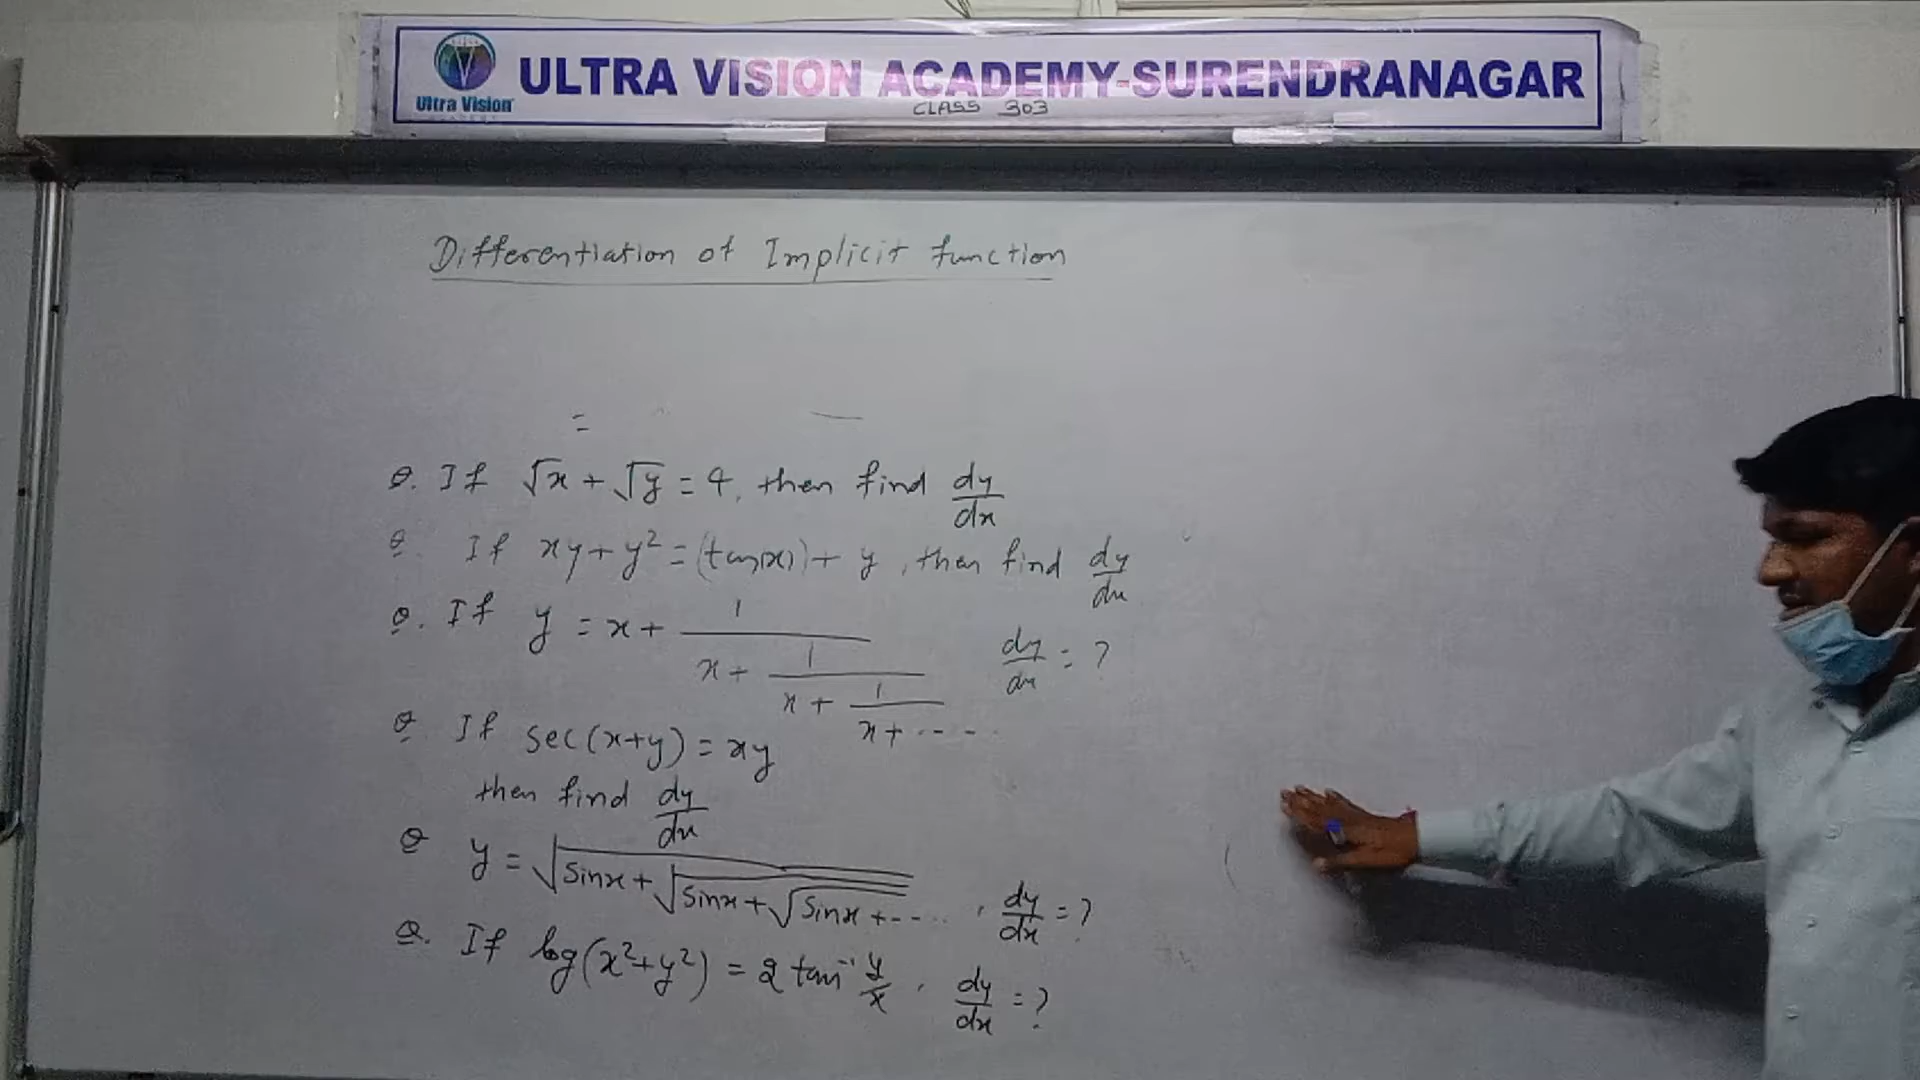 ULTRA VISION ACADEMY-SURENDRANAGAR
Ultra Vision
CLASS 303
Differentiation of Implicit function
=
Q. If √x + √y = 4, then find dy/dx
Q. If xy + y² = (tan(x)) + y, then find dy/dx
Q. If y = x + 1/(x + 1/(x + 1/(x + ----- dy/dx = ?
Q If sec(x+y) = xy
then find dy/dx
Q y = √(sinx + √(sinx + √(sinx + ---- , dy/dx = ?
Q. If log(x²+y²) = 2 tan⁻¹ y/x , dy/dx = ?